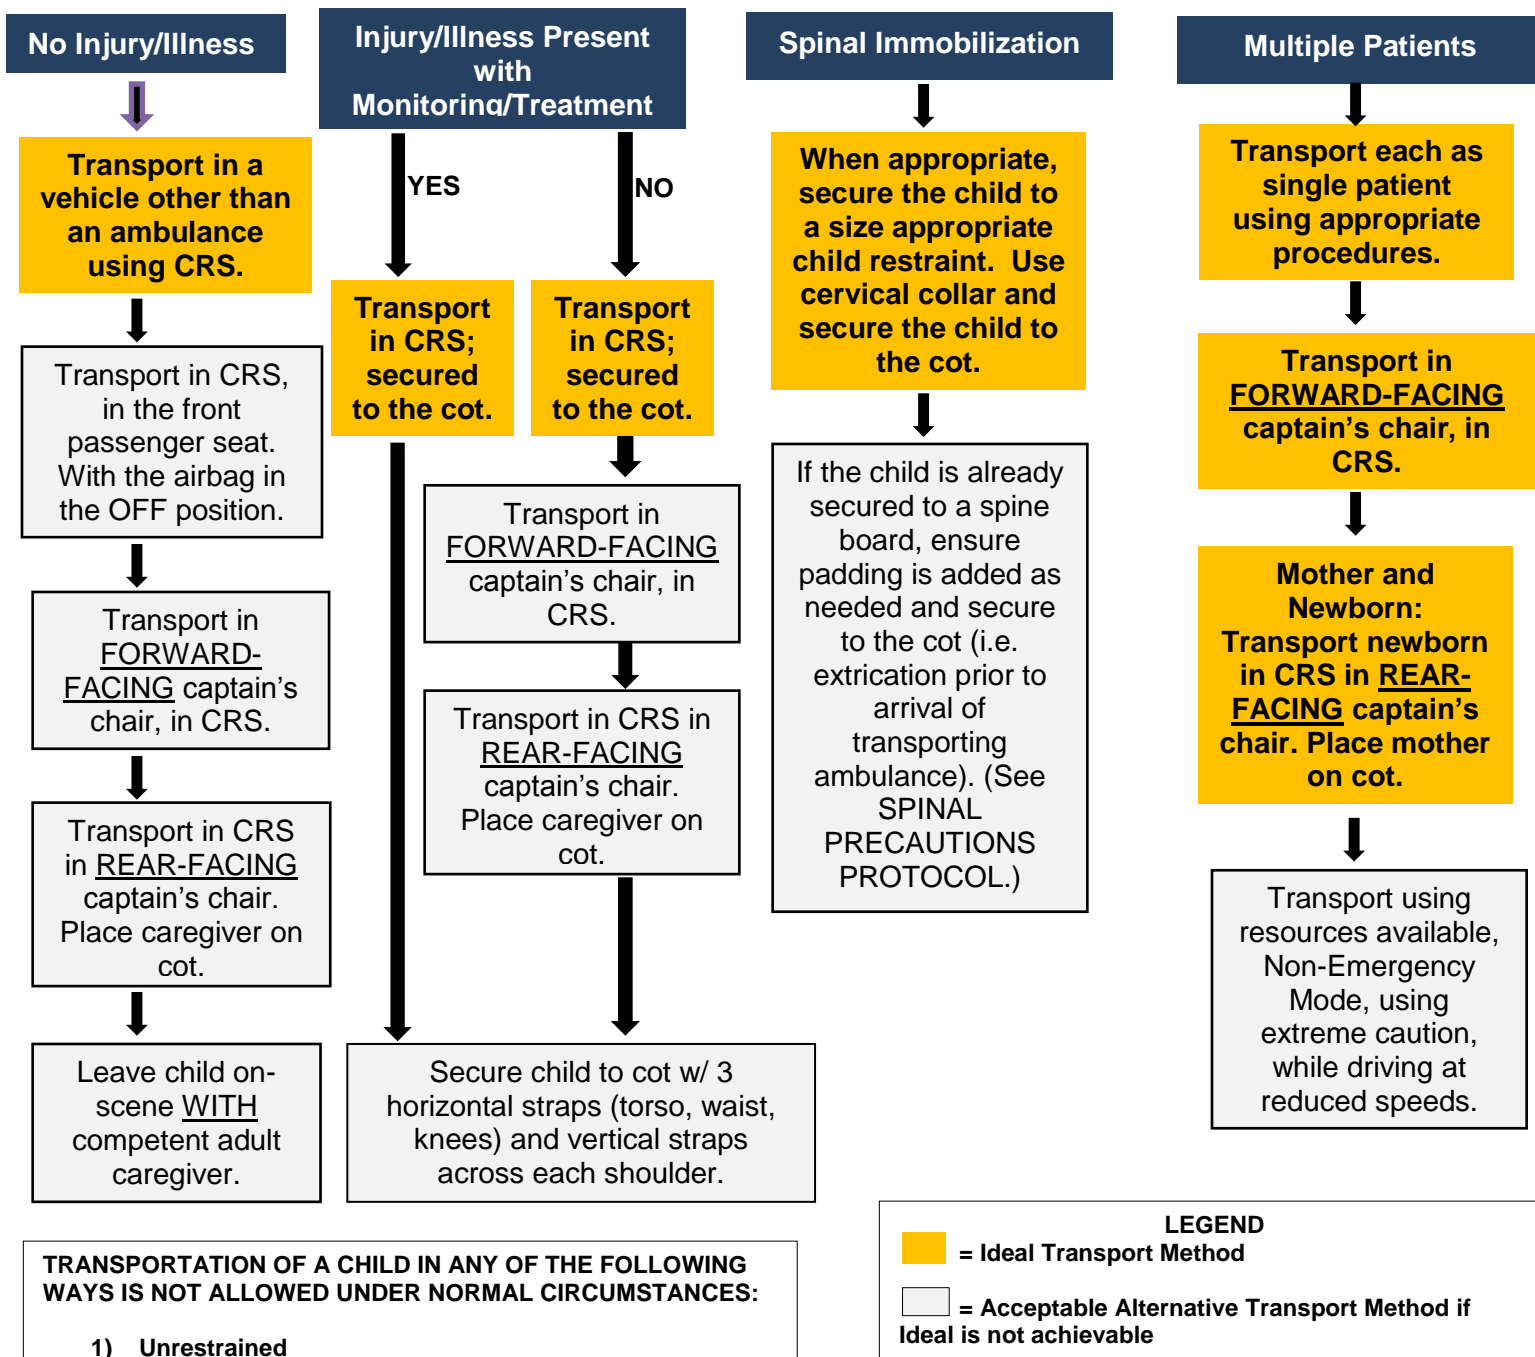 No Injury/Illness
Transport in a
vehicle other than
an ambulance
using CRS.
Transport in CRS,
in the front
passenger seat.
With the airbag in
the OFF position.
Transport in
FORWARD-
FACING captain's
chair, in CRS.
Transport in CRS
in REAR-FACING
captain's chair.
Place caregiver on
cot.
Leave child on-
scene WITH
competent adult
caregiver.
Injury/Illness Present
with
Monitoring/Treatment
YES
NO
Transport
in CRS;
secured
to the cot.
Transport
in CRS;
secured
to the cot.
Transport in
FORWARD-FACING
captain's chair, in
CRS.
Transport in CRS in
REAR-FACING
captain's chair.
Place caregiver on
cot.
Secure child to cot w/ 3
horizontal straps (torso, waist,
knees) and vertical straps
across each shoulder.
Spinal Immobilization
When appropriate,
secure the child to
a size appropriate
child restraint.  Use
cervical collar and
secure the child to
the cot.
If the child is already
secured to a spine
board, ensure
padding is added as
needed and secure
to the cot (i.e.
extrication prior to
arrival of
transporting
ambulance). (See
SPINAL
PRECAUTIONS
PROTOCOL.)
Multiple Patients
Transport each as
single patient
using appropriate
procedures.
Transport in
FORWARD-FACING
captain's chair, in
CRS.
Mother and
Newborn:
Transport newborn
in CRS in REAR-
FACING captain's
chair. Place mother
on cot.
Transport using
resources available,
Non-Emergency
Mode, using
extreme caution,
while driving at
reduced speeds.
TRANSPORTATION OF A CHILD IN ANY OF THE FOLLOWING
WAYS IS NOT ALLOWED UNDER NORMAL CIRCUMSTANCES:
1) Unrestrained
LEGEND
= Ideal Transport Method
= Acceptable Alternative Transport Method if
Ideal is not achievable